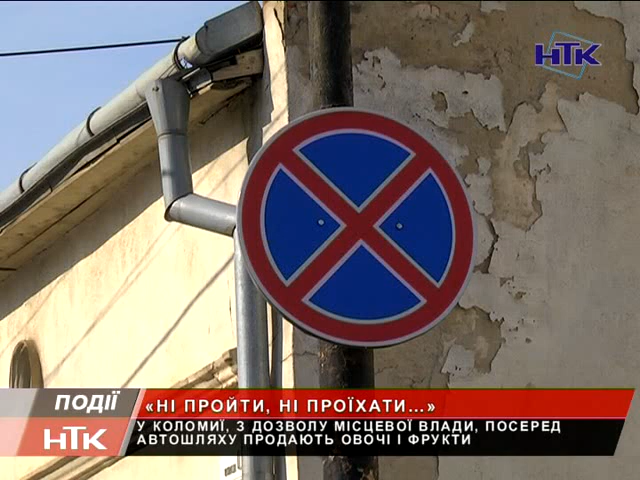 НТК
ПОДІЇ
«НІ ПРОЙТИ, НІ ПРОЇХАТИ...»
НТК
У КОЛОМИЇ, З ДОЗВОЛУ МІСЦЕВОЇ ВЛАДИ, ПОСЕРЕД
АВТОШЛЯХУ ПРОДАЮТЬ ОВОЧІ І ФРУКТИ